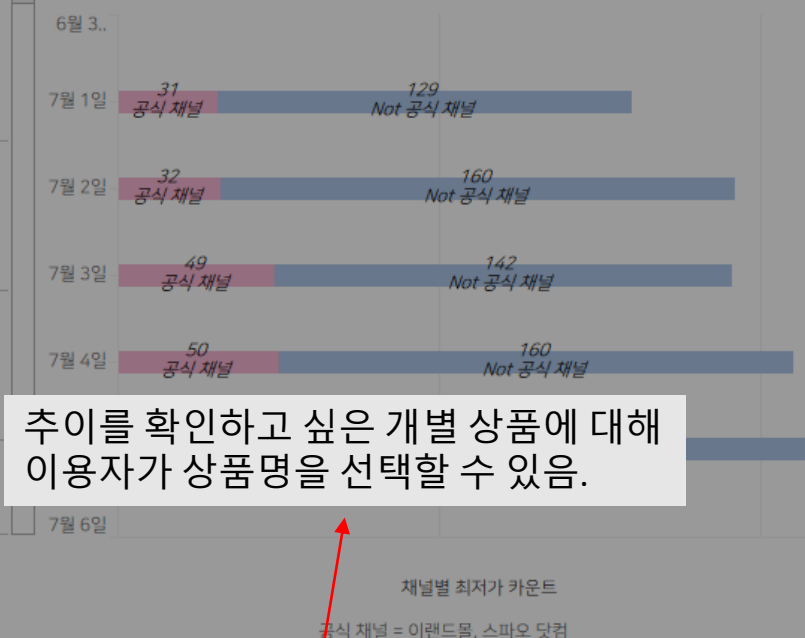 6월 3..
7월 1일
31
공식 채널
129
Not 공식 채널
7월 2일
32
공식 채널
160
Not 공식 채널
7월 3일
49
공식 채널
142
Not 공식 채널
7월 4일
50
공식 채널
160
Not 공식 채널
추이를 확인하고 싶은 개별 상품에 대해
이용자가 상품명을 선택할 수 있음.
7월 6일
채널별 최저가 카운트
공식 채널 = 이랜드몰, 스파오 닷컴